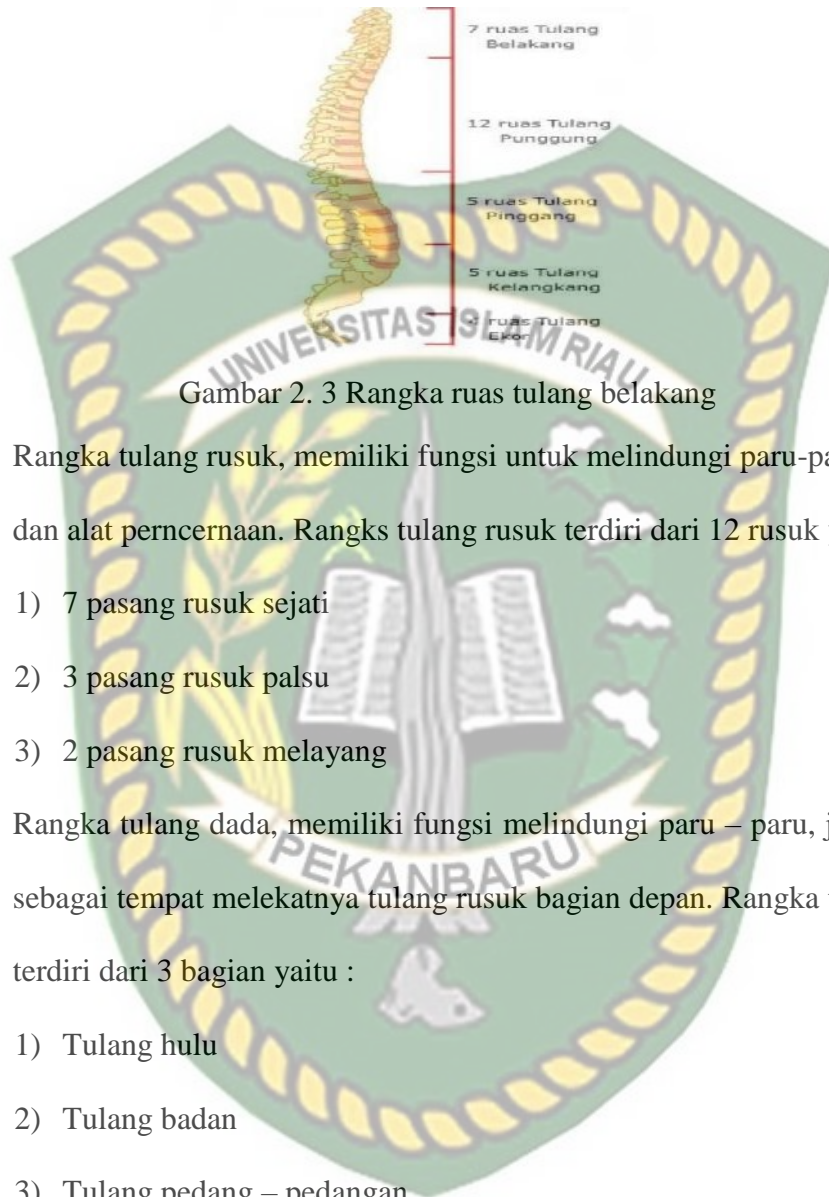 7 ruas Tulang
Belakang
12 ruas Tulang
Punggung
5 ruas Tulang
Pinggang
5 ruas Tulang
Kelangkang
ruas Tulang
Ekor
UNIVERSITAS ISLAM RIAU
Gambar 2. 3 Rangka ruas tulang belakang
Rangka tulang rusuk, memiliki fungsi untuk melindungi
dan alat perncernaan. Rangks tulang rusuk terdiri dari 12 rusuk
1) 7 pasang rusuk sejati
2) 3 pasang rusuk palsu
3) 2 pasang rusuk melayang
Rangka tulang dada, memiliki fungsi melindungi paru – paru,
PEKANBARU
sebagai tempat melekatnya tulang rusuk bagian depan. Rangka
terdiri dari 3 bagian yaitu :
1) Tulang hulu
2) Tulang badan
3) Tulang pedang – pedangan